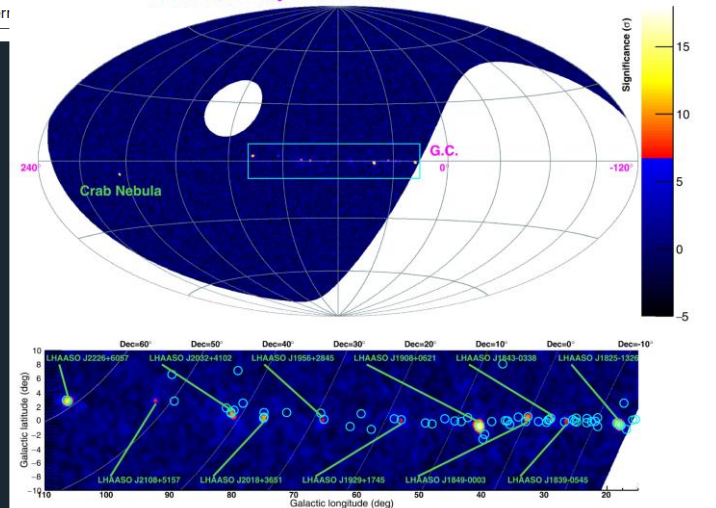 Significance (σ)
15
10
5
0
−5
G.C.
240
0°
-120°
Crab Nebula
Dec=60° Dec=50° Dec=40° Dec=30° Dec=20° Dec=10° Dec=0° Dec=-10°
LHAASO J2226+6057 LHAASO J2032+4102 LHAASO J1956+2845 LHAASO J1908+0621 LHAASO J1843-0338 LHAASO J1825-1326
10
8
6
4
2
0
−2
−4
−6
−8
−10
Galactic latitude (deg)
LHAASO J2108+5157 LHAASO J2018+3651 LHAASO J1929+1745 LHAASO J1849-0003 LHAASO J1839-0545
110 100 90 80 70 60 50 40 30 20
Galactic longitude (deg)